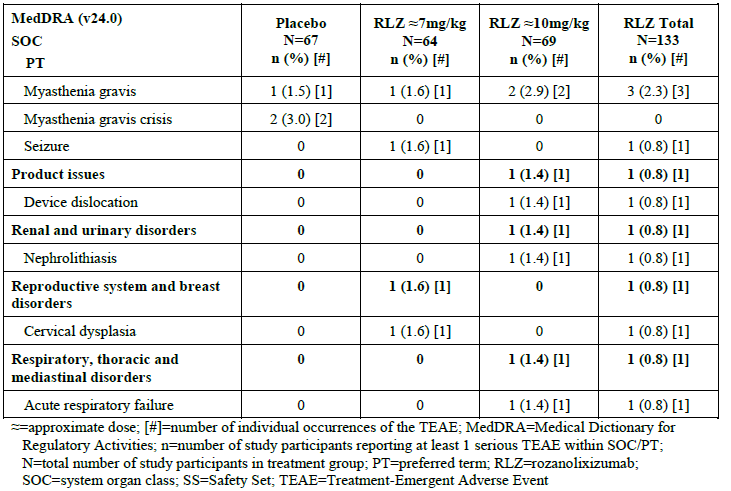 MedDRA (v24.0)
SOC
PT
Placebo
N=67
n (%) [#]
RLZ ≈7mg/kg
N=64
n (%) [#]
RLZ ≈10mg/kg
N=69
n (%) [#]
RLZ Total
N=133
n (%) [#]
Myasthenia gravis 1 (1.5) [1] 1 (1.6) [1] 2 (2.9) [2] 3 (2.3) [3]
Myasthenia gravis crisis 2 (3.0) [2] 0 0 0
Seizure 0 1 (1.6) [1] 0 1 (0.8) [1]
Product issues 0 0 1 (1.4) [1] 1 (0.8) [1]
Device dislocation 0 0 1 (1.4) [1] 1 (0.8) [1]
Renal and urinary disorders 0 0 1 (1.4) [1] 1 (0.8) [1]
Nephrolithiasis 0 0 1 (1.4) [1] 1 (0.8) [1]
Reproductive system and breast
disorders
0 1 (1.6) [1] 0 1 (0.8) [1]
Cervical dysplasia 0 1 (1.6) [1] 0 1 (0.8) [1]
Respiratory, thoracic and
mediastinal disorders
0 0 1 (1.4) [1] 1 (0.8) [1]
Acute respiratory failure 0 0 1 (1.4) [1] 1 (0.8) [1]
≈=approximate dose; [#]=number of individual occurrences of the TEAE; MedDRA=Medical Dictionary for
Regulatory Activities; n=number of study participants reporting at least 1 serious TEAE within SOC/PT;
N=total number of study participants in treatment group; PT=preferred term; RLZ=rozanolixizumab;
SOC=system organ class; SS=Safety Set; TEAE=Treatment-Emergent Adverse Event